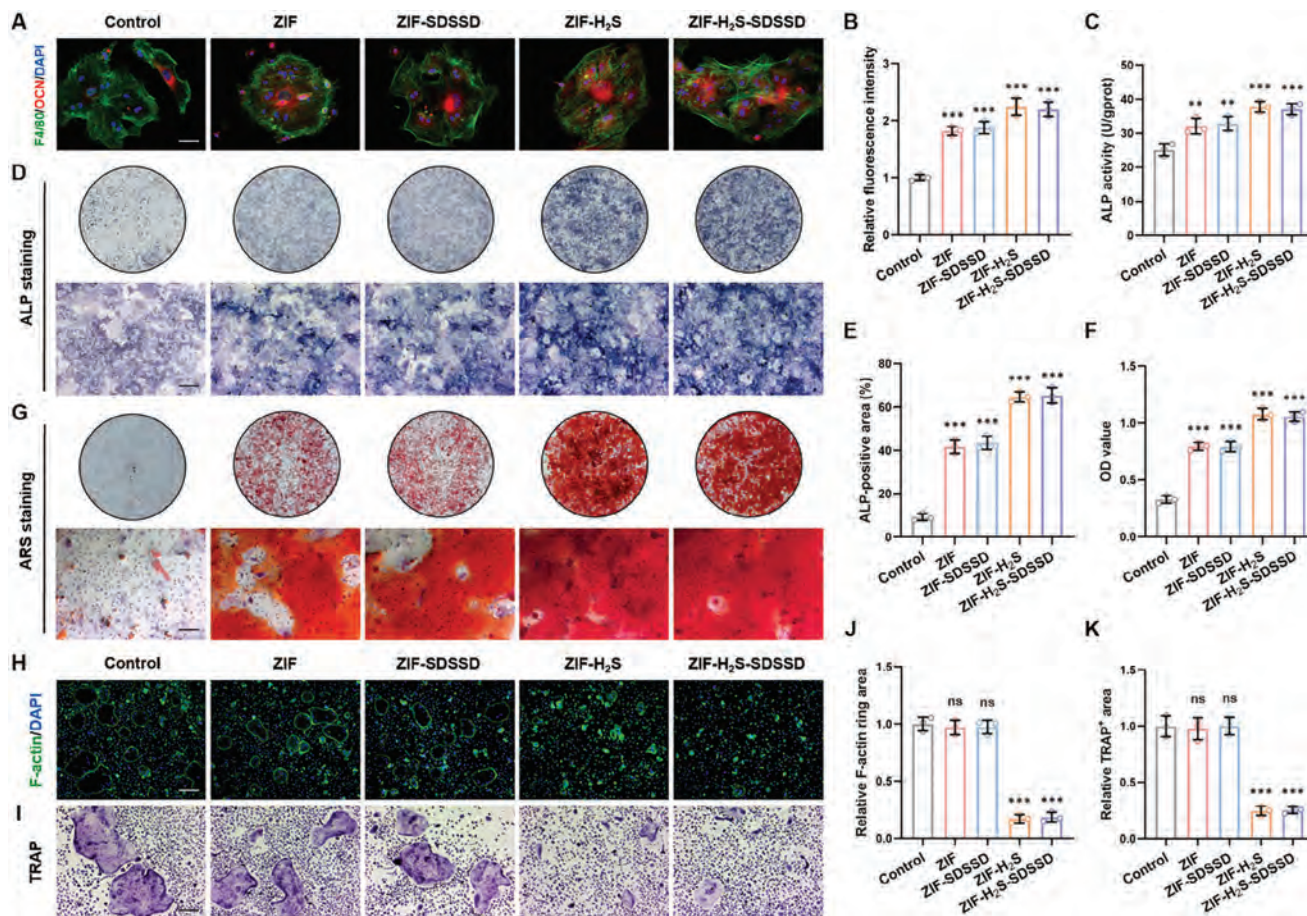 A
Control
ZIF
ZIF-SDSSD
ZIF-H₂S
ZIF-H₂S-SDSSD
F4/80/OCN/DAPI
B
Relative fluorescence intensity
3
2
1
0
***
***
***
***
Control
ZIF
ZIF-SDSSD
ZIF-H₂S
ZIF-H₂S-SDSSD
C
ALP activity (U/gprot)
50
40
30
20
10
0
**
**
***
***
Control
ZIF
ZIF-SDSSD
ZIF-H₂S
ZIF-H₂S-SDSSD
D
ALP staining
E
ALP-positive area (%)
80
60
40
20
0
***
***
***
***
Control
ZIF
ZIF-SDSSD
ZIF-H₂S
ZIF-H₂S-SDSSD
F
OD value
1.5
1.0
0.5
0.0
***
***
***
***
Control
ZIF
ZIF-SDSSD
ZIF-H₂S
ZIF-H₂S-SDSSD
G
ARS staining
Control
ZIF
ZIF-SDSSD
ZIF-H₂S
ZIF-H₂S-SDSSD
H
F-actin/DAPI
I
TRAP
J
Relative F-actin ring area
1.5
1.0
0.5
0.0
ns
ns
***
***
Control
ZIF
ZIF-SDSSD
ZIF-H₂S
ZIF-H₂S-SDSSD
K
Relative TRAP⁺ area
1.5
1.0
0.5
0.0
ns
ns
***
***
Control
ZIF
ZIF-SDSSD
ZIF-H₂S
ZIF-H₂S-SDSSD